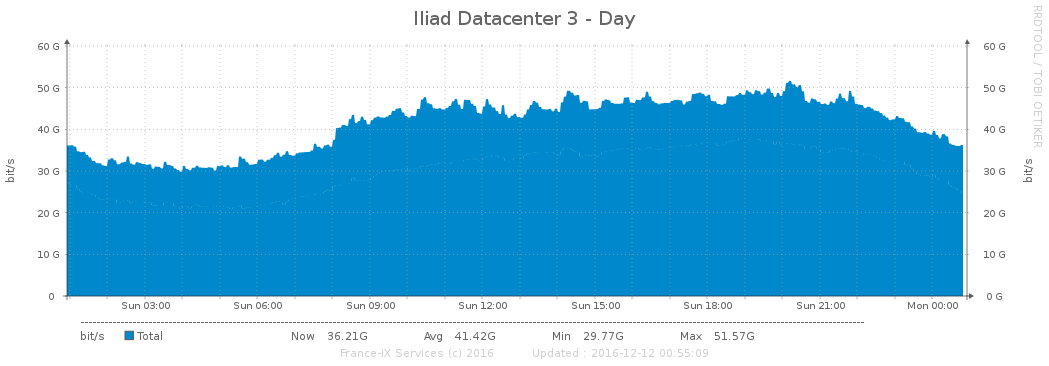 Iliad Datacenter 3 - Day
RRDTOOL / TOBI OETIKER
60 G 60 G
50 G 50 G
40 G 40 G
30 G 30 G
20 G 20 G
10 G 10 G
0 0 G
bit/s bit/s
Sun 03:00 Sun 06:00 Sun 09:00 Sun 12:00 Sun 15:00 Sun 18:00 Sun 21:00 Mon 00:00
bit/s Total Now 36.21G Avg 41.42G Min 29.77G Max 51.57G
France-IX Services (c) 2016 Updated : 2016-12-12 00:55:09